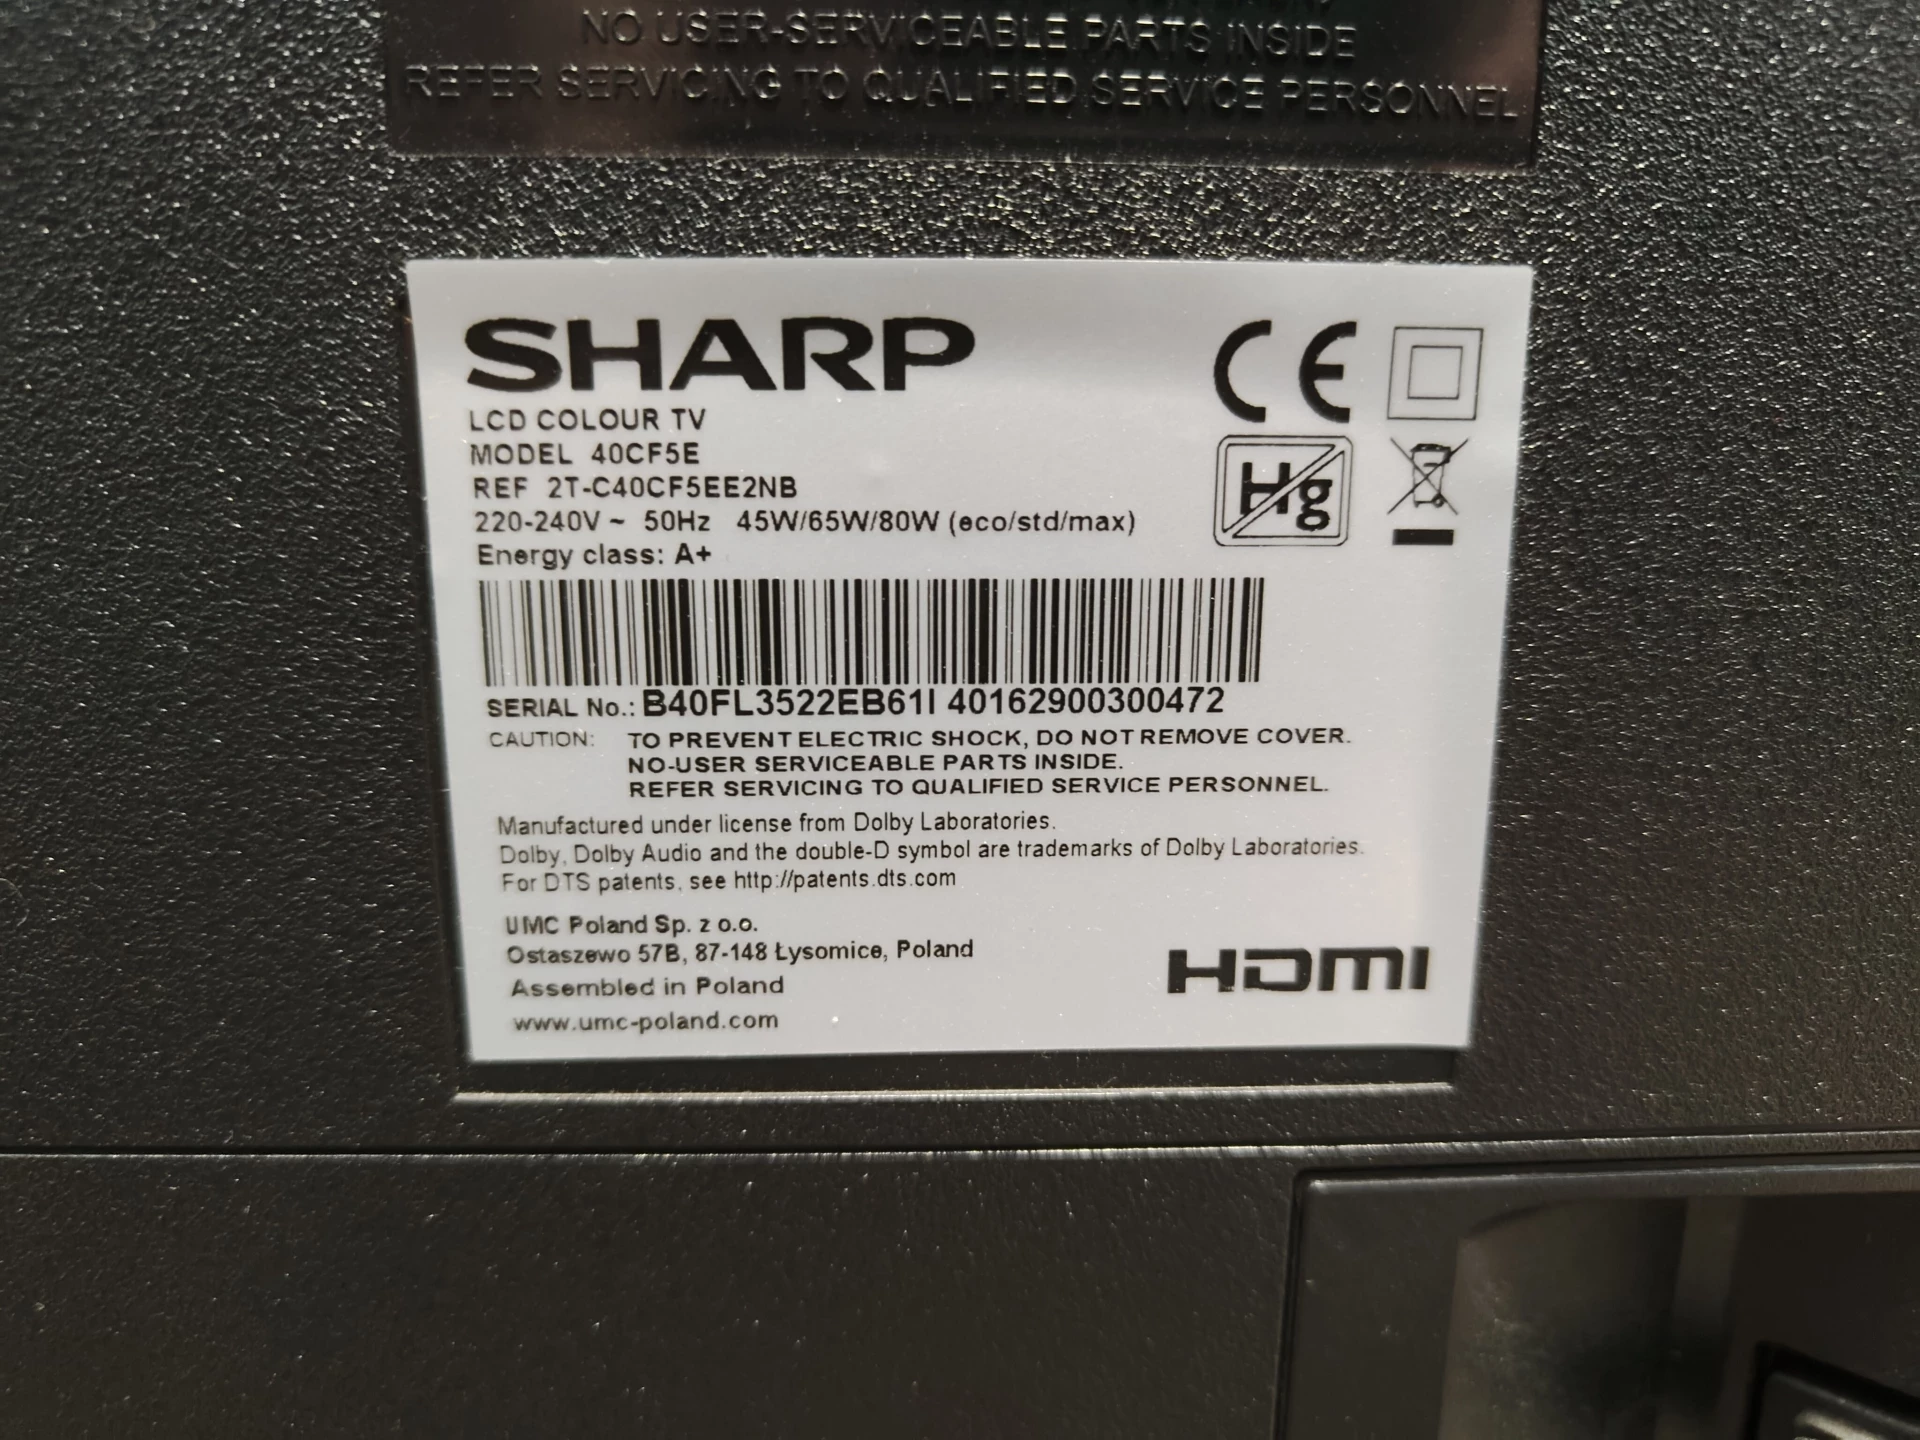 NO USER-SERVICEABLE PARTS INSIDE
REFER SERVICING TO QUALIFIED SERVICE PERSONNEL
SHARP
CE
LCD COLOUR TV
MODEL 40CF5E
REF 2T-C40CF5EE2NB
Hg
220-240V ~ 50Hz 45W/65W/80W (eco/std/max)
Energy class: A+
SERIAL No.: B40FL3522EB61I 40162900300472
CAUTION: TO PREVENT ELECTRIC SHOCK, DO NOT REMOVE COVER.
NO-USER SERVICEABLE PARTS INSIDE.
REFER SERVICING TO QUALIFIED SERVICE PERSONNEL.
Manufactured under license from Dolby Laboratories.
Dolby, Dolby Audio and the double-D symbol are trademarks of Dolby Laboratories.
For DTS patents, see http://patents.dts.com
UMC Poland Sp. z o.o.
Ostaszewo 57B, 87-148 Łysomice, Poland
Assembled in Poland
www.umc-poland.com
HDMI